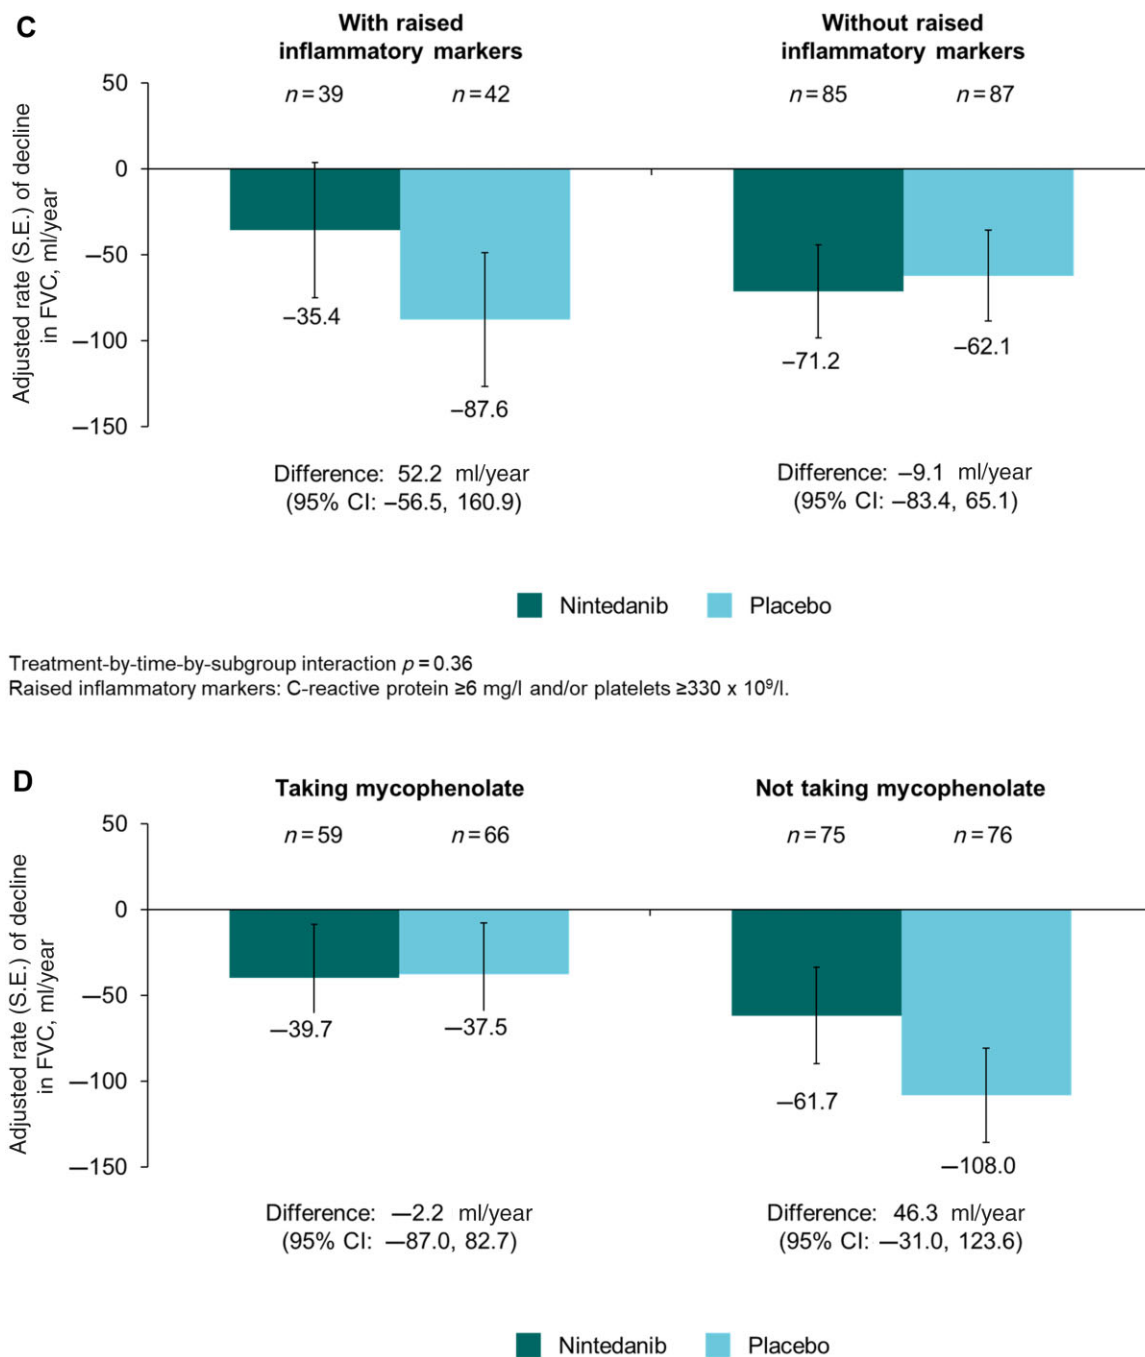 C
With raised
inflammatory markers
Without raised
inflammatory markers
n=39
n=42
n=85
n=87
Adjusted rate (S.E.) of decline
in FVC, ml/year
50
0
−50
−100
−150
−35.4
−87.6
−71.2
−62.1
Difference: 52.2 ml/year
(95% CI: −56.5, 160.9)
Difference: −9.1 ml/year
(95% CI: −83.4, 65.1)
Nintedanib
Placebo
Treatment-by-time-by-subgroup interaction p=0.36
Raised inflammatory markers: C-reactive protein ≥6 mg/l and/or platelets ≥330 x 10⁹/l.
D
Taking mycophenolate
Not taking mycophenolate
n=59
n=66
n=75
n=76
Adjusted rate (S.E.) of decline
in FVC, ml/year
50
0
—50
—100
—150
—39.7
—37.5
—61.7
—108.0
Difference: —2.2 ml/year
(95% CI: —87.0, 82.7)
Difference: 46.3 ml/year
(95% CI: —31.0, 123.6)
Nintedanib
Placebo